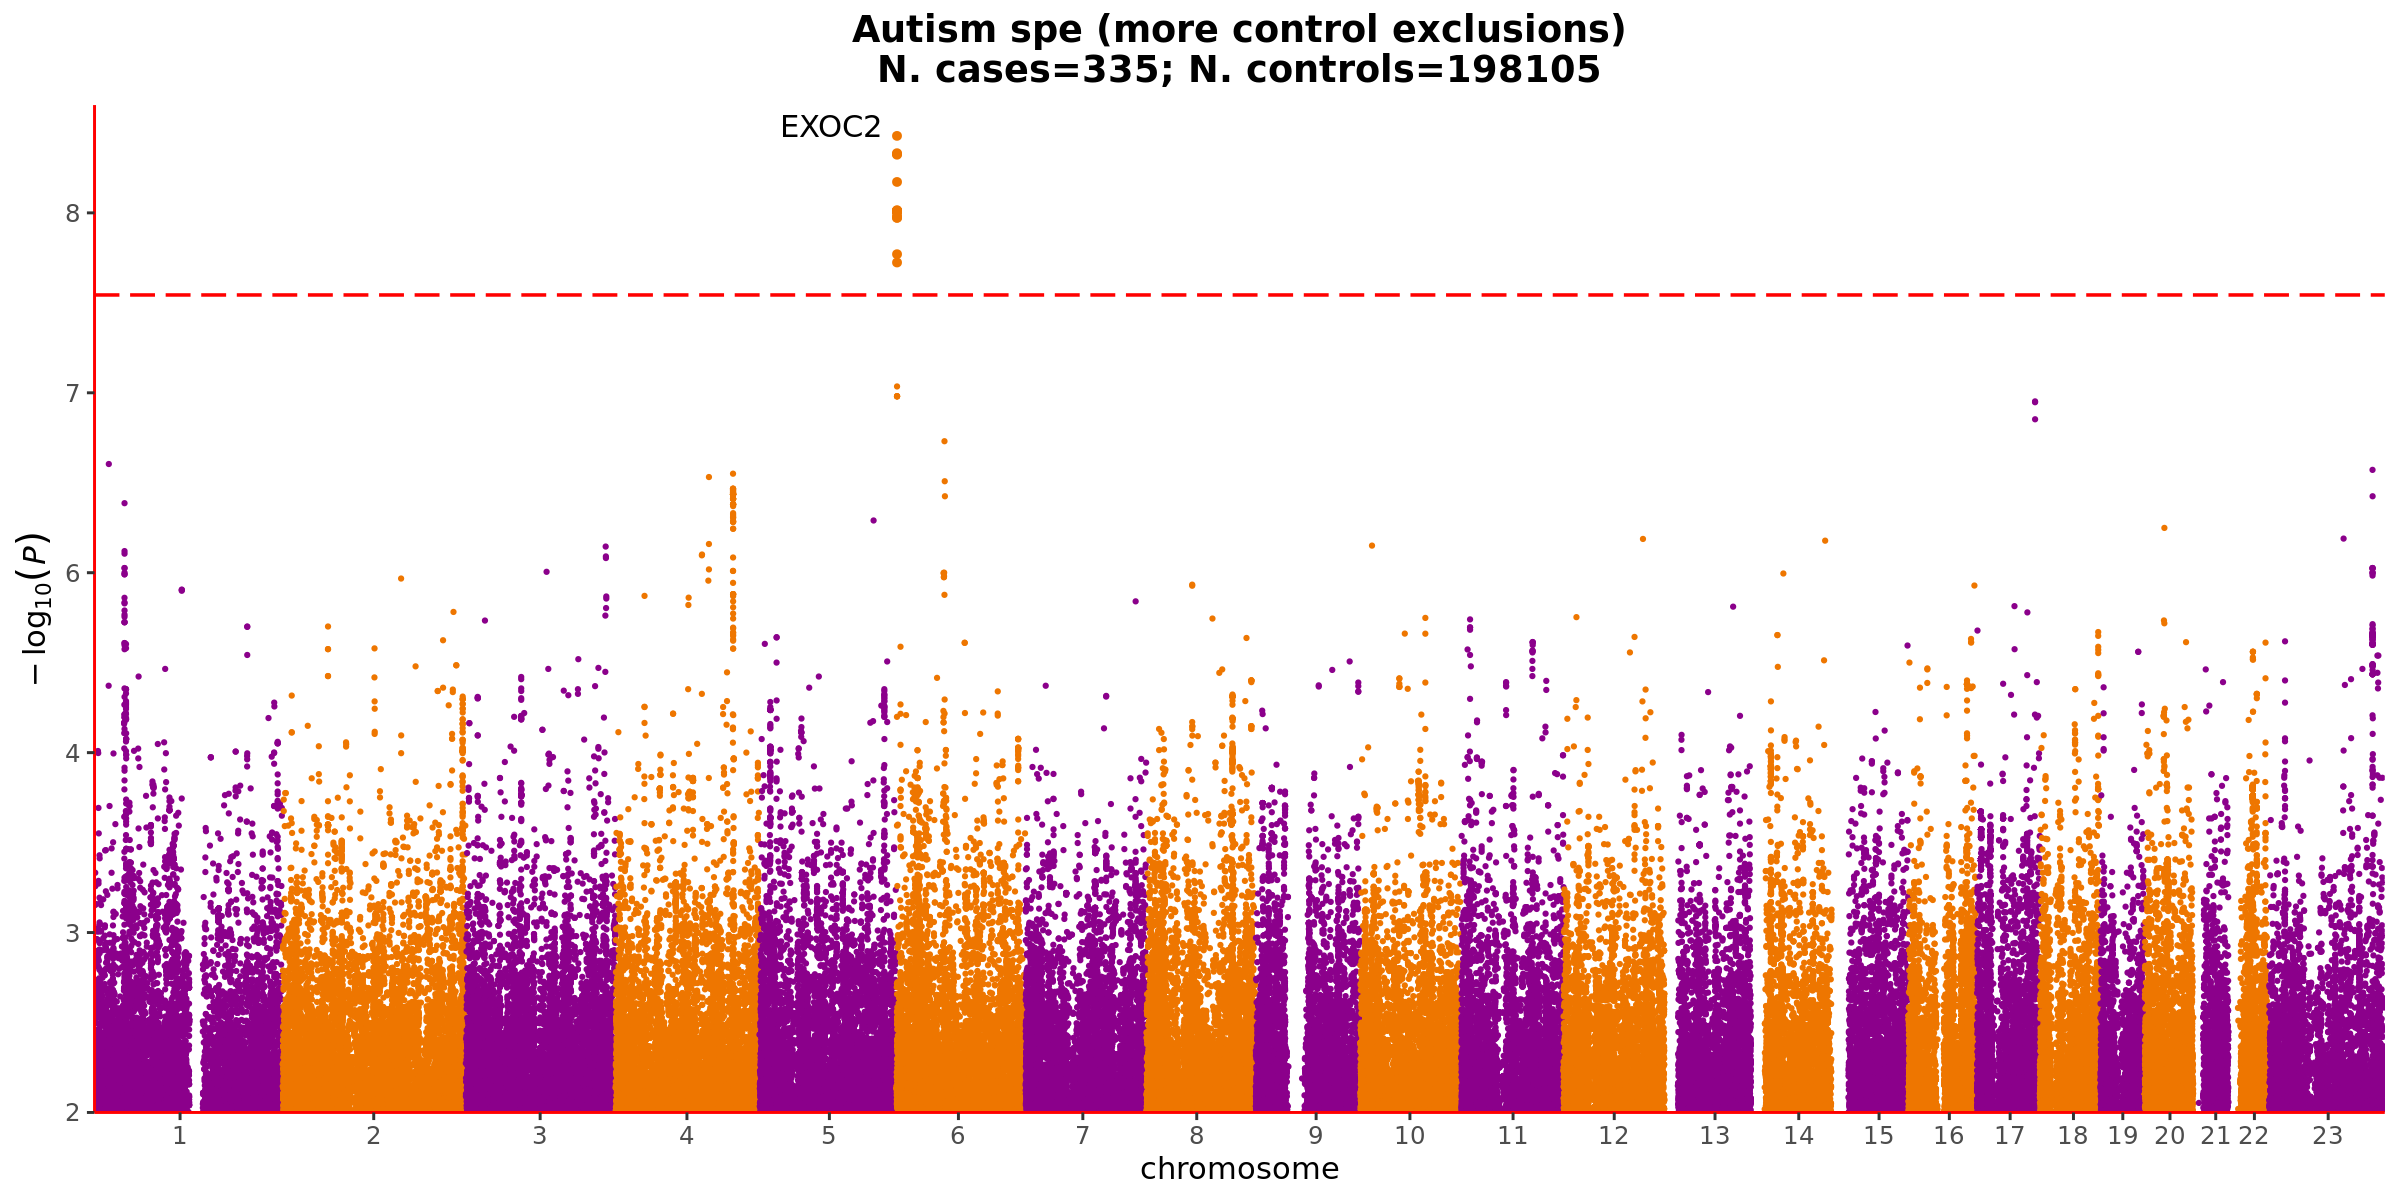 Autism spe (more control exclusions)
N. cases=335; N. controls=198105
EXOC2
8
7
6
5
4
3
2
−log₁₀(P)
1 2 3 4 5 6 7 8 9 10 11 12 13 14 15 16 17 18 19 20 21 22 23
chromosome